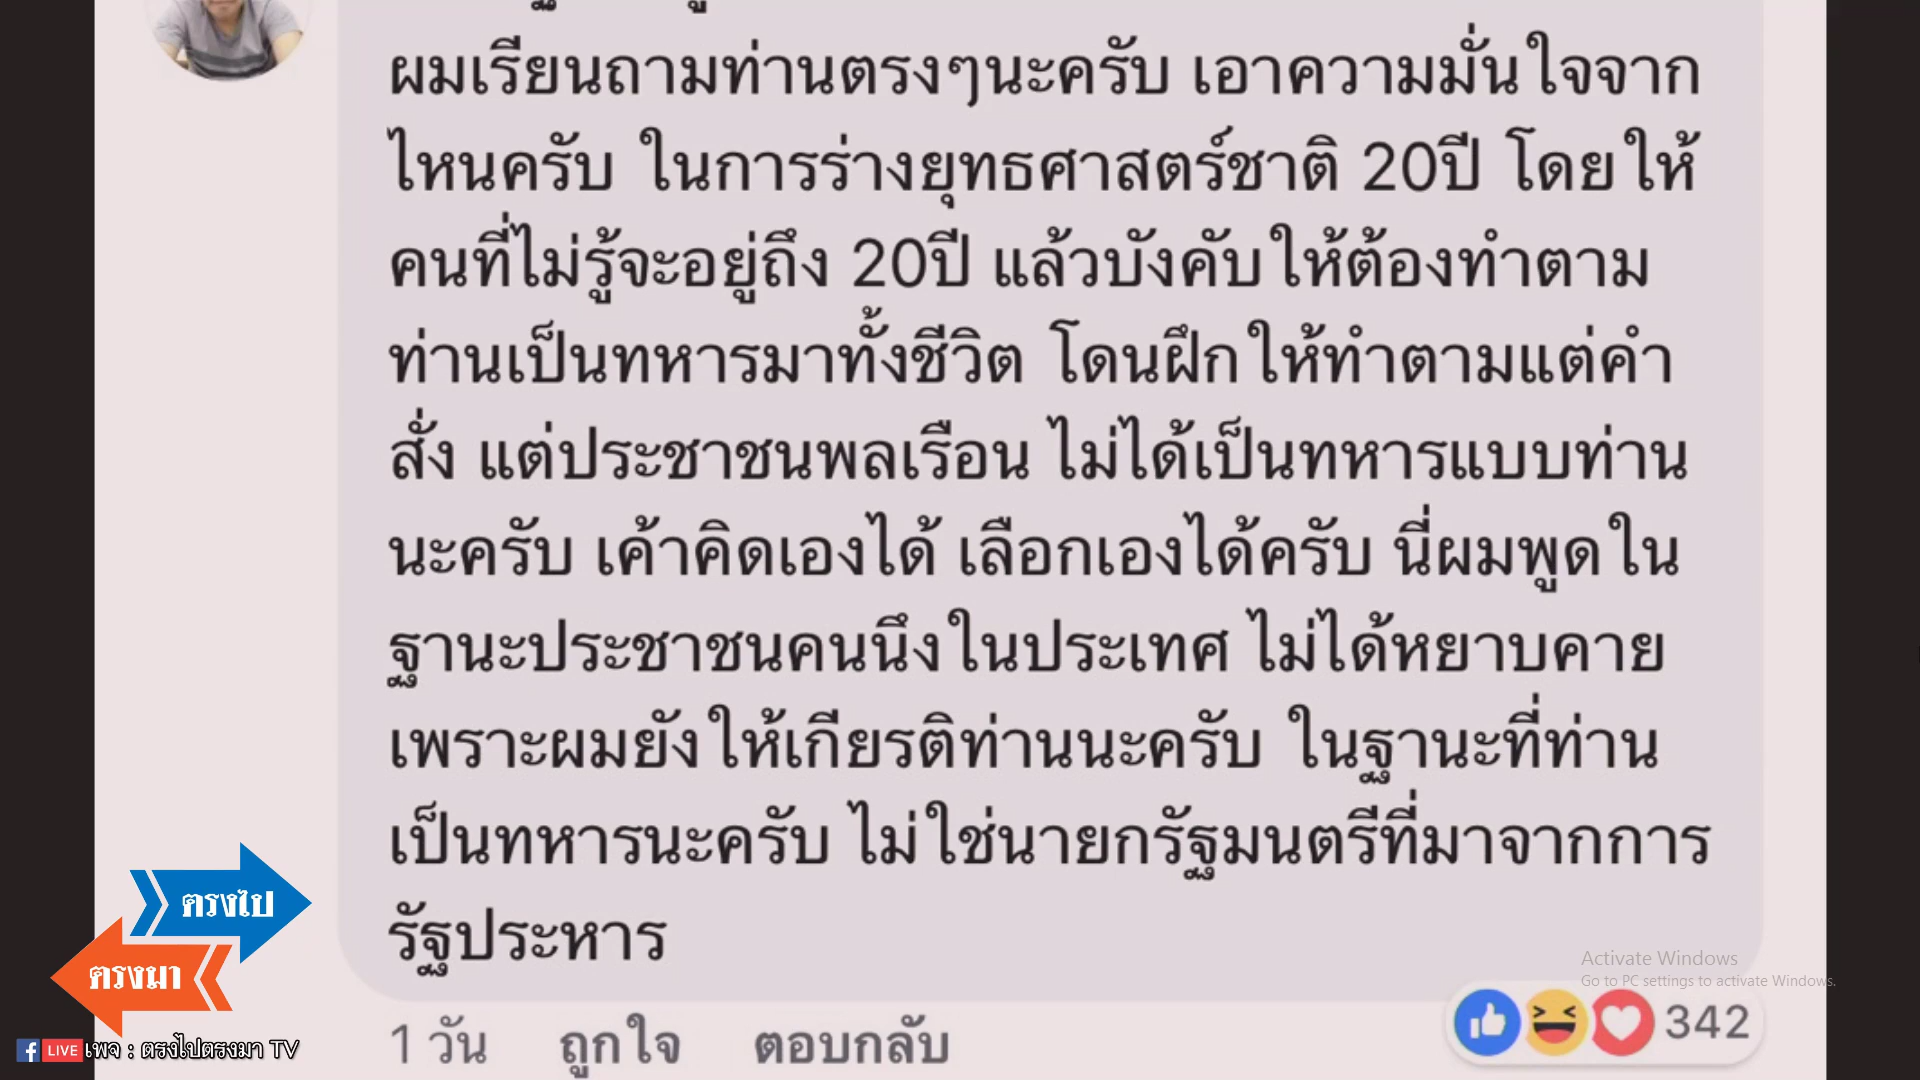 ผมเรียนถามท่านตรงๆนะครับ เอาความมั่นใจจาก
ไหนครับ ในการร่างยุทธศาสตร์ชาติ 20ปี โดยให้
คนที่ไม่รู้จะอยู่ถึง 20ปี แล้วบังคับให้ต้องทำตาม
ท่านเป็นทหารมาทั้งชีวิต โดนฝึกให้ทำตามแต่คำ
สั่ง แต่ประชาชนพลเรือน ไม่ได้เป็นทหารแบบท่าน
นะครับ เค้าคิดเองได้ เลือกเองได้ครับ นี่ผมพูดใน
ฐานะประชาชนคนนึงในประเทศ ไม่ได้หยาบคาย
เพราะผมยังให้เกียรติท่านนะครับ ในฐานะที่ท่าน
เป็นทหารนะครับ ไม่ใช่นายกรัฐมนตรีที่มาจากการ
รัฐประหาร
1 วัน ถูกใจ ตอบกลับ
342
ตรงไป
ตรงมา
LIVE เพจ : ตรงไปตรงมา TV
Activate Windows
Go to PC settings to activate Windows.